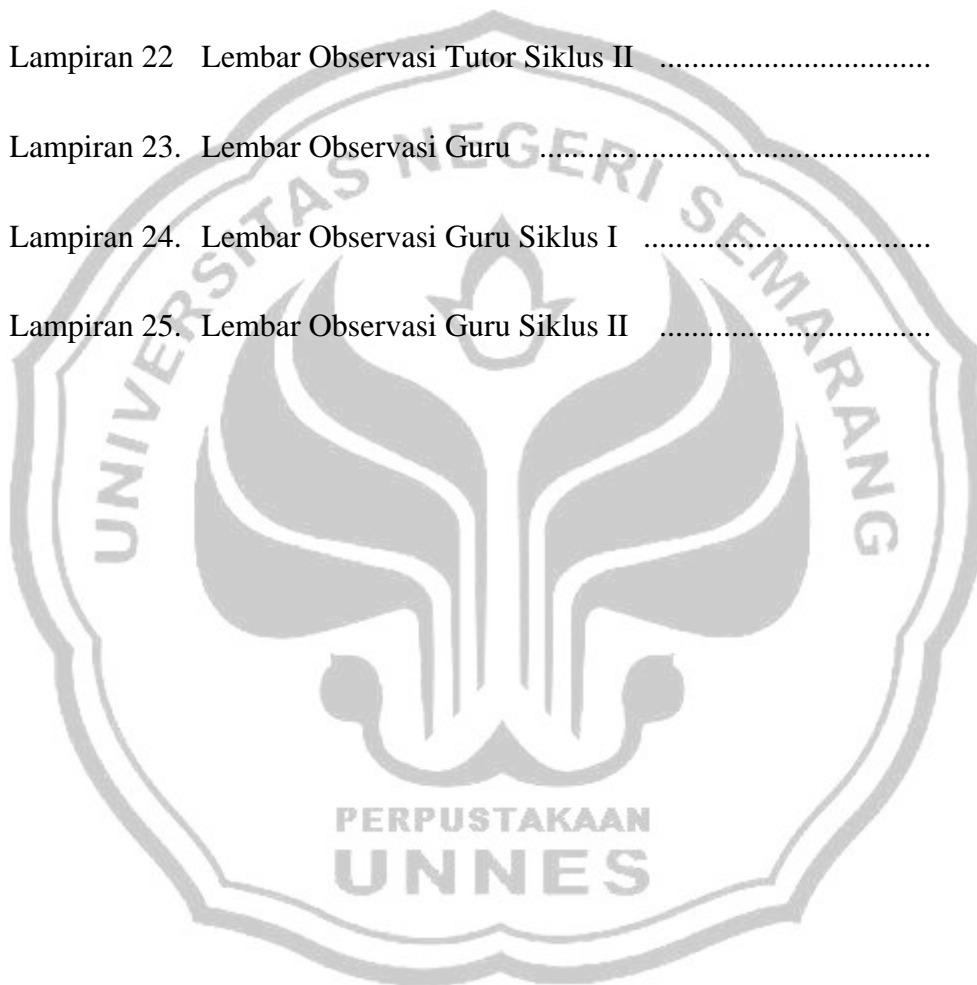 Lampiran 22 Lembar Observasi Tutor Siklus II ..................................
Lampiran 23. Lembar Observasi Guru .................................................
Lampiran 24. Lembar Observasi Guru Siklus I ....................................
Lampiran 25. Lembar Observasi Guru Siklus II ..................................
UNIVERSITAS NEGERI SEMARANG
PERPUSTAKAAN
UNNES